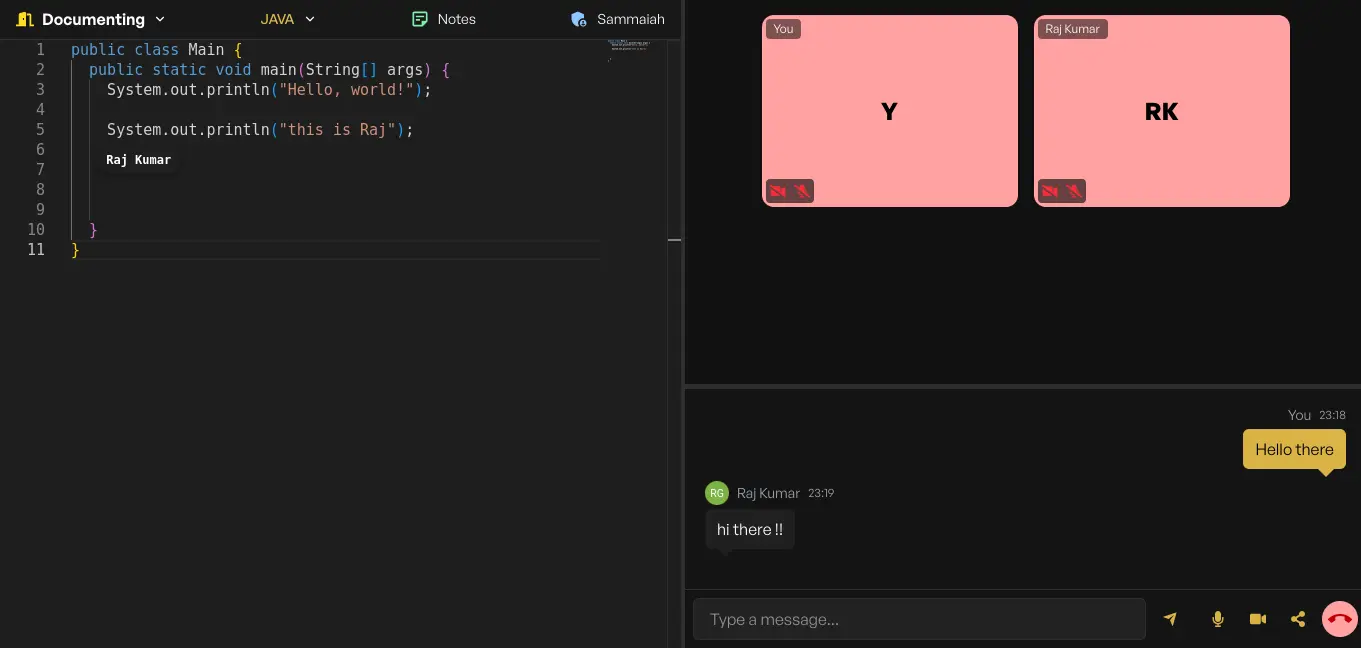 Documenting
JAVA
Notes
Sammaiah
1 public class Main {
2 public static void main(String[] args) {
3 System.out.println("Hello, world!");
4
5 System.out.println("this is Raj");
6
Raj Kumar
7
8
9
10 }
11 }
You
Y
Raj Kumar
RK
You 23:18
Hello there
RG Raj Kumar 23:19
hi there !!
Type a message...